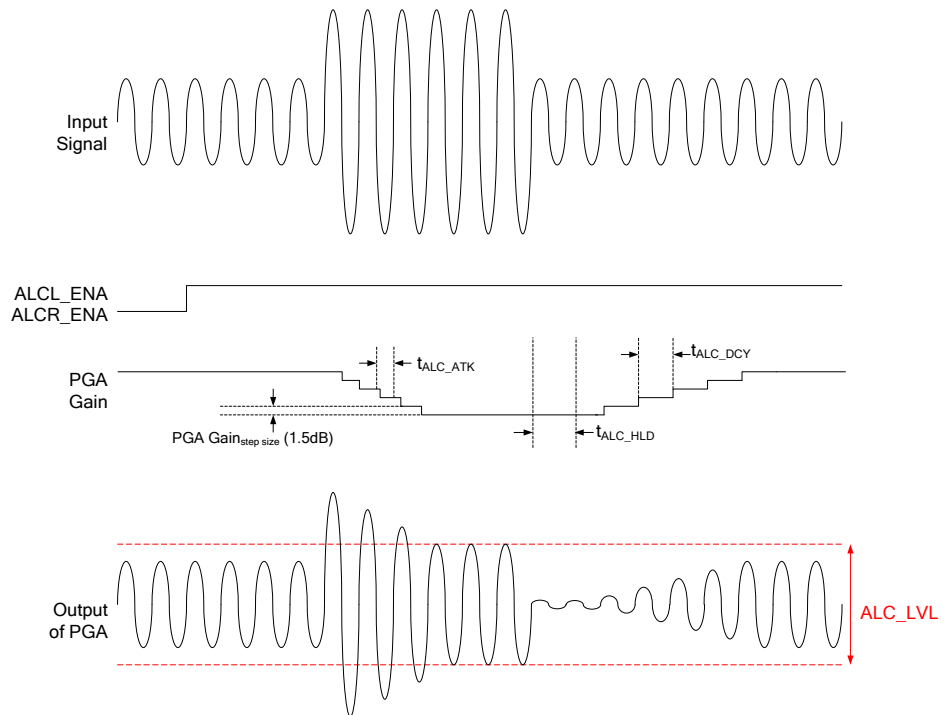 Input
Signal
ALCL_ENA
ALCR_ENA
tALC_ATK
tALC_DCY
PGA
Gain
PGA Gainstep size (1.5dB)
tALC_HLD
Output
of PGA
ALC_LVL